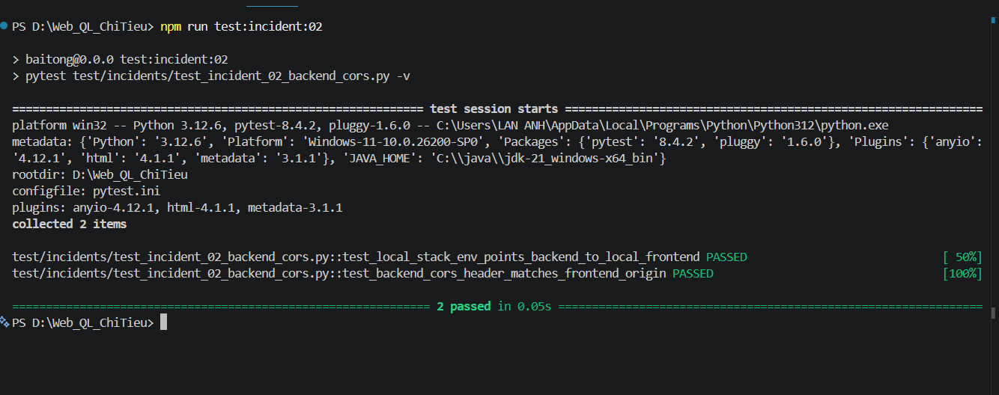 PS D:\Web_QL_ChiTieu> npm run test:incident:02
> baitong@0.0.0 test:incident:02
> pytest test/incidents/test_incident_02_backend_cors.py -v
============================================================= test session starts ==============================================================
platform win32 -- Python 3.12.6, pytest-8.4.2, pluggy-1.6.0 -- C:\Users\LAN ANH\AppData\Local\Programs\Python\Python312\python.exe
metadata: {'Python': '3.12.6', 'Platform': 'Windows-11-10.0.26200-SP0', 'Packages': {'pytest': '8.4.2', 'pluggy': '1.6.0'}, 'Plugins': {'anyio':
'4.12.1', 'html': '4.1.1', 'metadata': '3.1.1'}, 'JAVA_HOME': 'C:\\java\\jdk-21_windows-x64_bin'}
rootdir: D:\Web_QL_ChiTieu
configfile: pytest.ini
plugins: anyio-4.12.1, html-4.1.1, metadata-3.1.1
collected 2 items
test/incidents/test_incident_02_backend_cors.py::test_local_stack_env_points_backend_to_local_frontend PASSED [ 50%]
test/incidents/test_incident_02_backend_cors.py::test_backend_cors_header_matches_frontend_origin PASSED [100%]
============================================================== 2 passed in 0.05s ===============================================================
PS D:\Web_QL_ChiTieu>